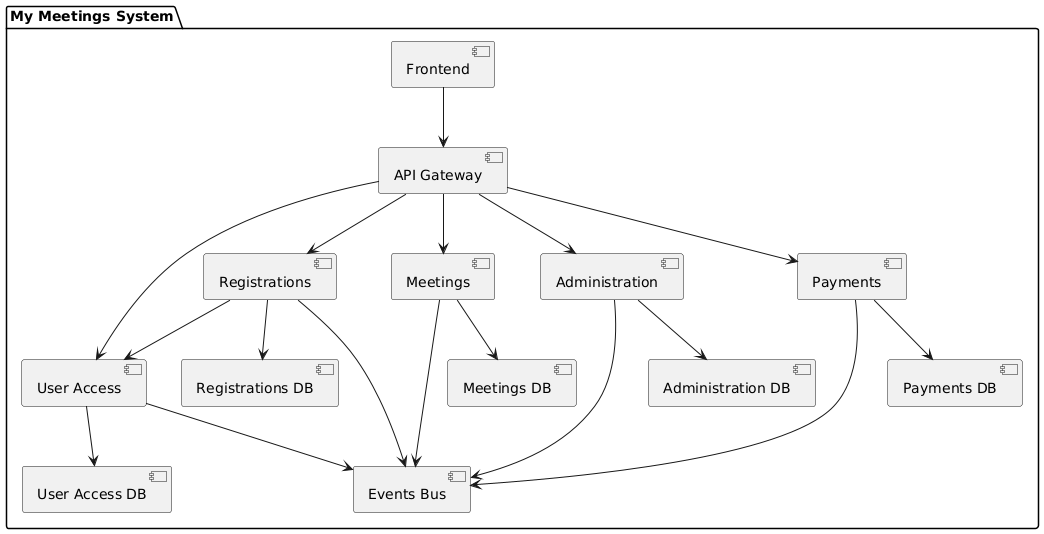 My Meetings System
Frontend
API Gateway
Registrations
Meetings
Administration
Payments
User Access
Registrations DB
Meetings DB
Administration DB
Payments DB
User Access DB
Events Bus